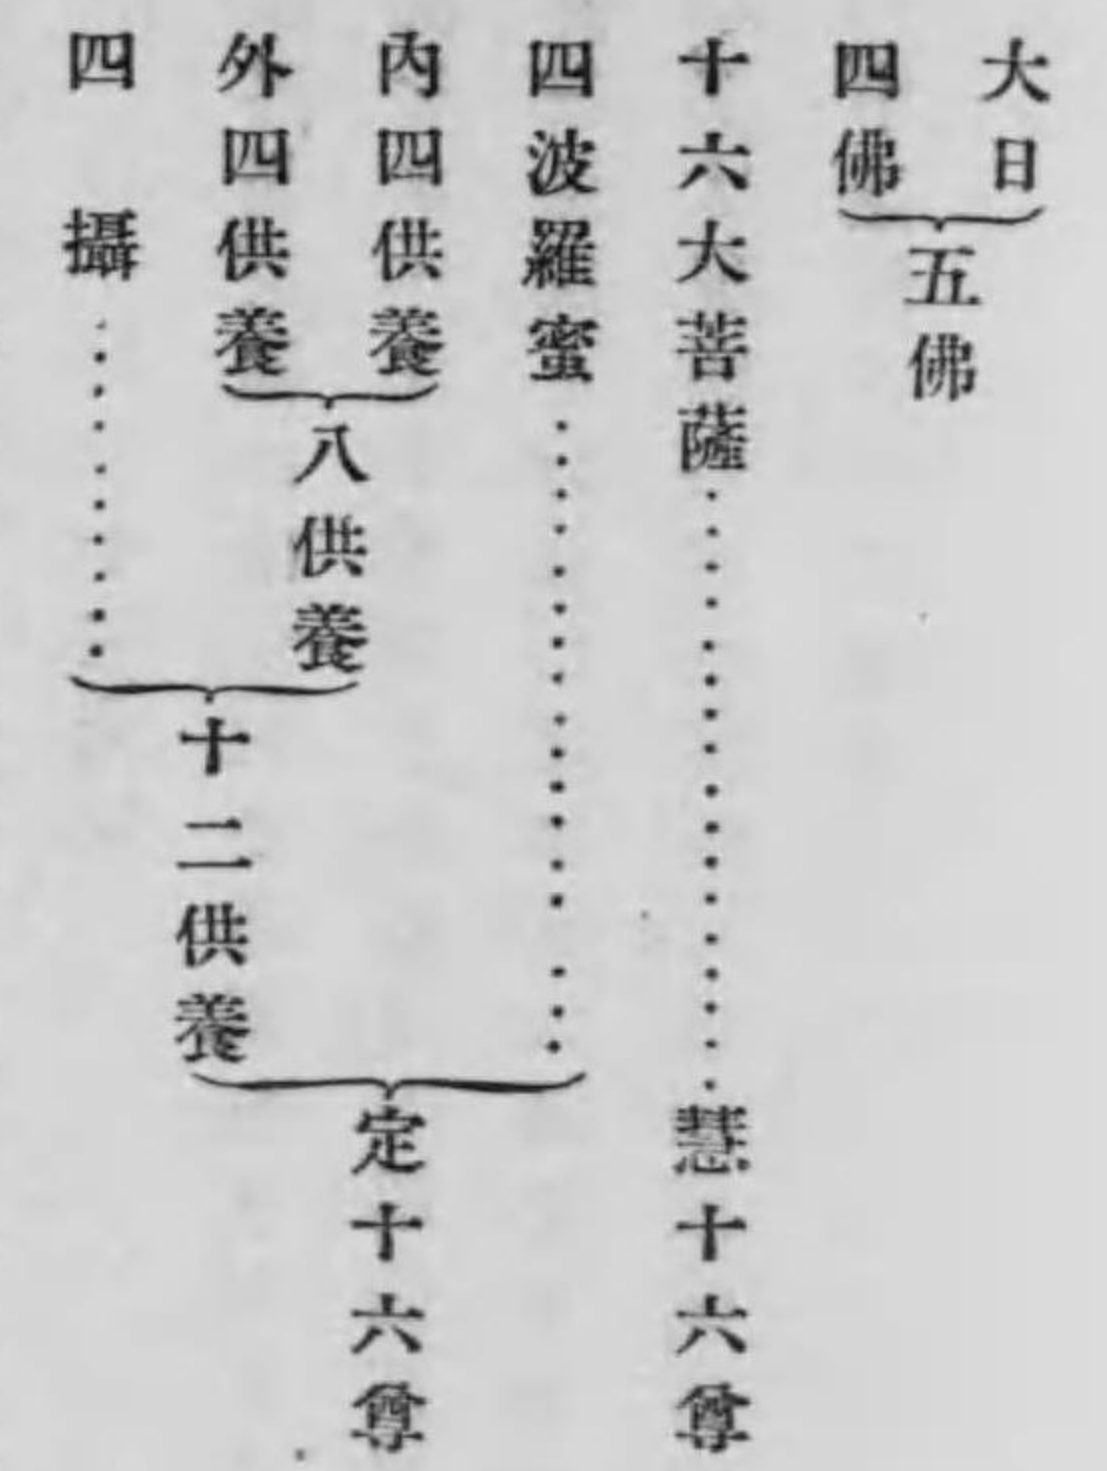 大日
四佛
五佛
十六大菩薩
慧十六尊
四波羅蜜
內四供養
外四供養
八供養
四攝
十二供養
定十六尊